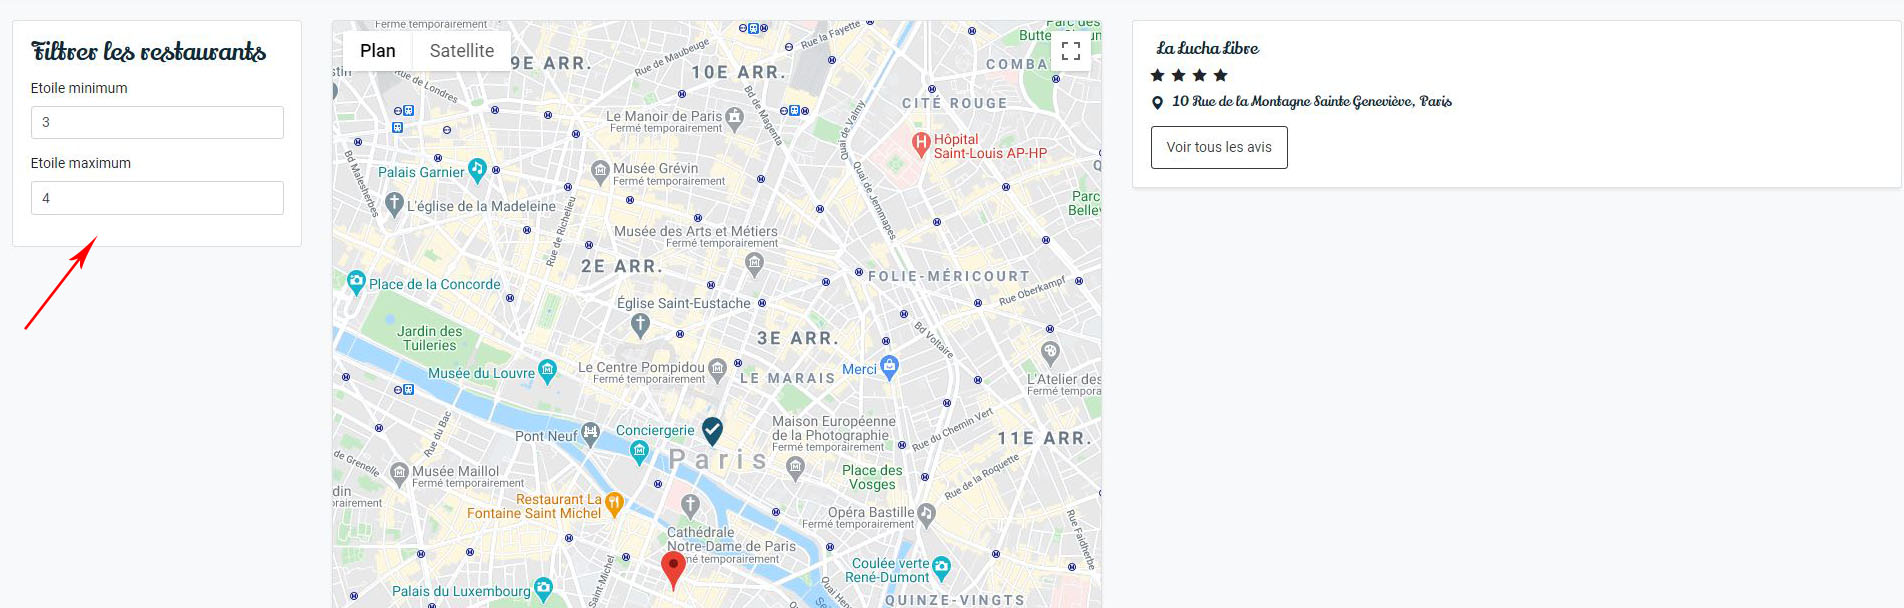 Filtrer les restaurants
Etoile minimum
3
Etoile maximum
4
Fermé temporairement
Plan
Satellite
9E ARR.
Rue de Maubeuge
Rue la Fayette
10E ARR.
COMBA
Rue de Londres
Bd de Magenta
Quai de Valmy
CITÉ ROUGE
Le Manoir de Paris
Fermé temporairement
Hôpital
Saint-Louis AP-HP
Bd Malesherbes
Palais Garnier
Musée Grévin
Fermé temporairement
Quai de Jemmapes
L'église de la Madeleine
Rue de Richelieu
Parc
Belle
Musée des Arts et Métiers
Fermé temporairement
2E ARR.
FOLIE-MÉRICOURT
Place de la Concorde
Rue Oberkampf
Église Saint-Eustache
Jardin des
Tuileries
3E ARR.
Bd Voltaire
Musée du Louvre
Le Centre Pompidou
Fermé temporairement
LE MARAIS
Merci
L'Atelier des
Fermé tempora
Rue du Bac
Pont Neuf
Conciergerie
Maison Européenne
de la Photographie
Fermé temporairement
Rue du Chemin Vert
11E ARR.
Paris
de Grenelle
Musée Maillol
Fermé temporairement
Place des
Vosges
Rue de la Roquette
din
orairement
Restaurant La
Fontaine Saint Michel
Opéra Bastille
Fermé temporairement
Rue Faidherbe
Cathédrale
Notre-Dame de Paris
mé temporairement
Coulée verte
René-Dumont
Palais du Luxembourg
St-Michel
Quai Hen
QUINZE-VINGTS
La Lucha Libre
10 Rue de la Montagne Sainte Geneviève, Paris
Voir tous les avis